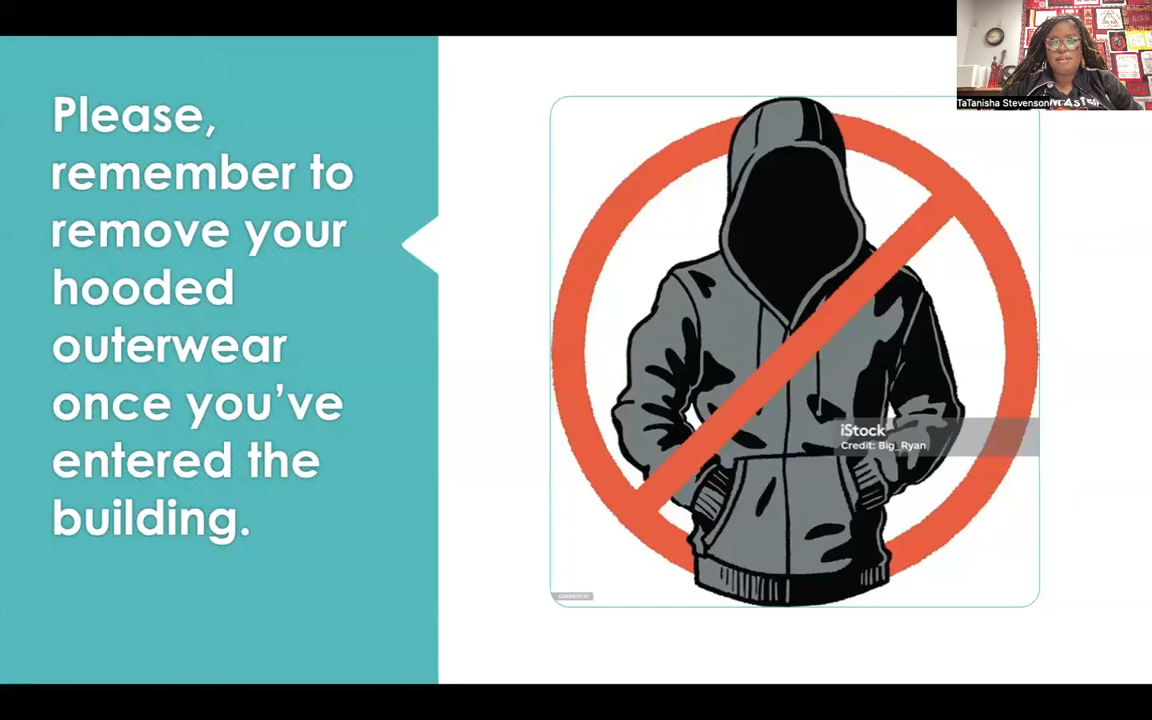 Please,
remember to
remove your
hooded
outerwear
once you’ve
entered the
building.
iStock
Credit: Big_Ryan
TaTanisha Stevenson